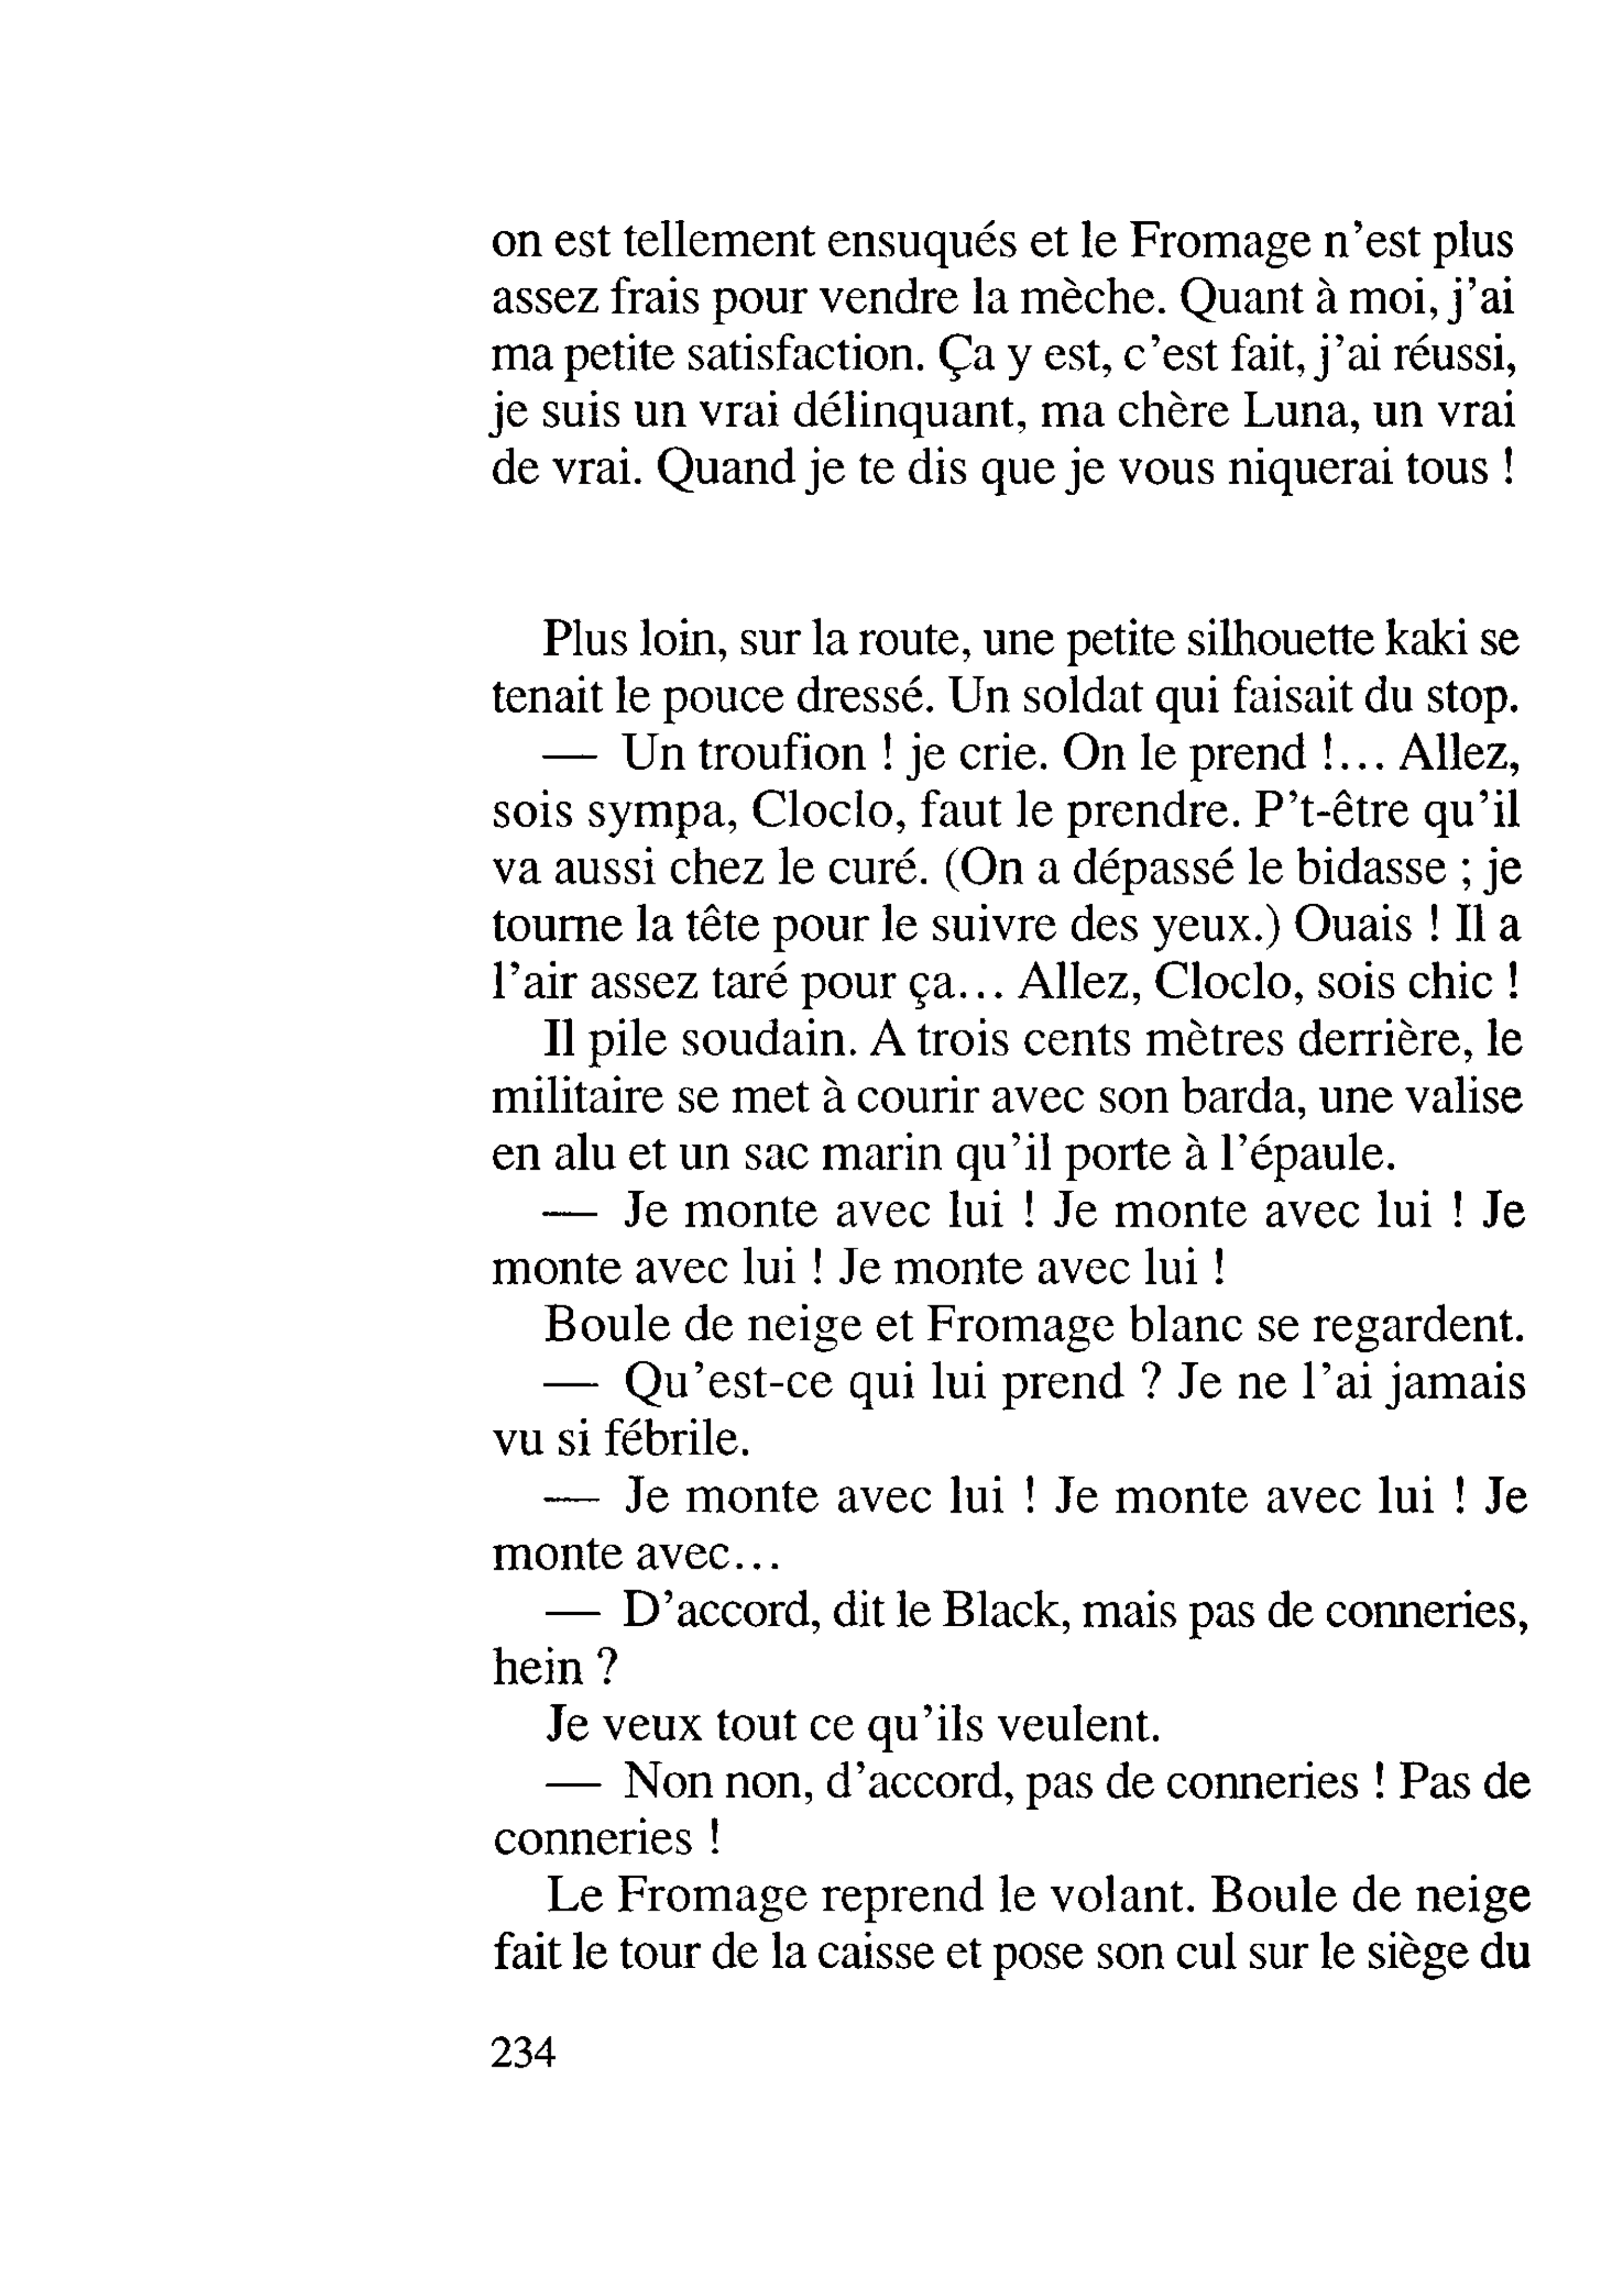 on est tellement ensuqués et le Fromage n'est plus
assez frais pour vendre la mèche. Quant à moi, j'ai
ma petite satisfaction. Ça y est, c'est fait, j'ai réussi,
je suis un vrai délinquant, ma chère Luna, un vrai
de vrai. Quand je te dis que je vous niquerai tous !
Plus loin, sur la route, une petite silhouette kaki se
tenait le pouce dressé. Un soldat qui faisait du stop.
— Un troufion ! je crie. On le prend !... Allez,
sois sympa, Cloclo, faut le prendre. P't-être qu'il
va aussi chez le curé. (On a dépassé le bidasse ; je
tourne la tête pour le suivre des yeux.) Ouais ! Il a
l'air assez taré pour ça... Allez, Cloclo, sois chic !
Il pile soudain. A trois cents mètres derrière, le
militaire se met à courir avec son barda, une valise
en alu et un sac marin qu'il porte à l'épaule.
— Je monte avec lui ! Je monte avec lui ! Je
monte avec lui ! Je monte avec lui !
Boule de neige et Fromage blanc se regardent.
— Qu'est-ce qui lui prend ? Je ne l'ai jamais
vu si fébrile.
— Je monte avec lui ! Je monte avec lui ! Je
monte avec...
— D'accord, dit le Black, mais pas de conneries,
hein ?
Je veux tout ce qu'ils veulent.
— Non non, d'accord, pas de conneries ! Pas de
conneries !
Le Fromage reprend le volant. Boule de neige
fait le tour de la caisse et pose son cul sur le siège du
234